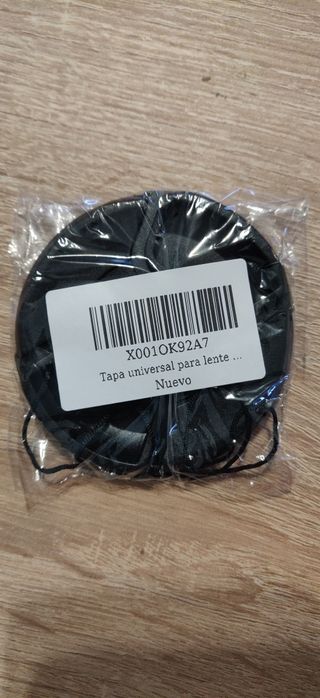 X001OK92A7
Tapa universal para lente ...
Nuevo